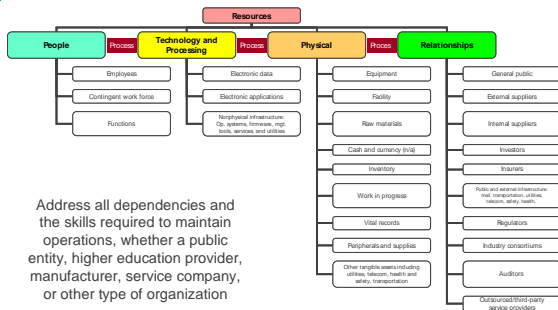 Resources
People
Process
Technology and
Processing
Process
Physical
Proces
Relationships
Employees
Contingent work force
Functions
Electronic data
Electronic applications
Nonphysical infrastructure:
Op. systems, firmware, mgt.
tools, services, and utilities
Equipment
Facility
Raw materials
Cash and currency (n/a)
Inventory
Work in progress
Vital records
Peripherals and supplies
Other tangible assets including
utilities, telecom, health and
safety, transportation
General public
External suppliers
Internal suppliers
Investors
Insurers
Public and external infrastructure:
mail, transportation, utilities,
telecom, safety, health,
Regulators
Industry consortiums
Auditors
Outsourced/third-party
service providers
Address all dependencies and
the skills required to maintain
operations, whether a public
entity, higher education provider,
manufacturer, service company,
or other type of organization